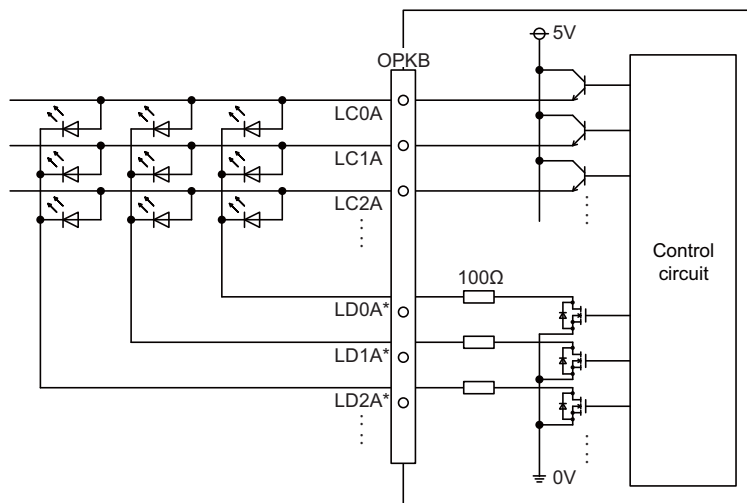 5V
OPKB
LC0A
LC1A
LC2A
Control
circuit
100Ω
LD0A*
LD1A*
LD2A*
0V